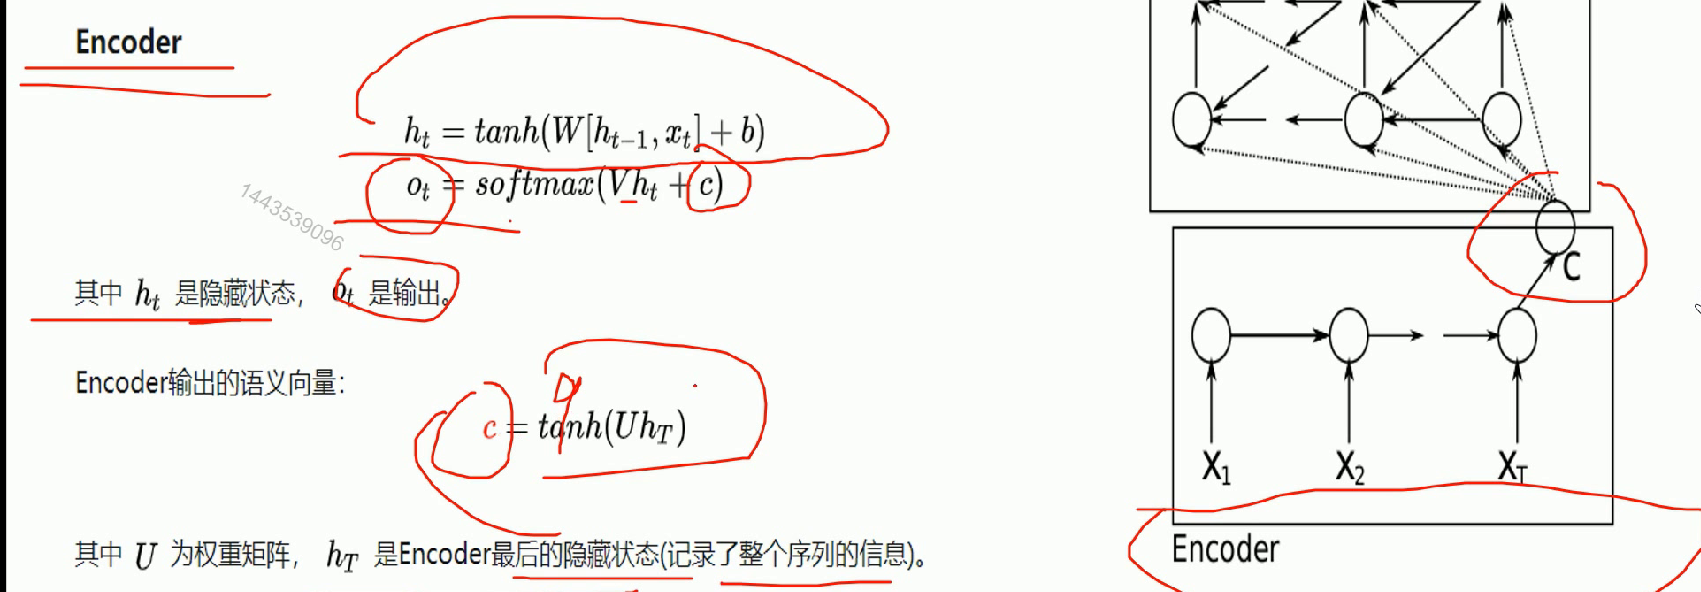 Encoder
h_t = tanh(W[h_{t-1}, x_t] + b)
o_t = softmax(Vh_t + c)
1443539096
其中 h_t 是隐藏状态， o_t 是输出。
Encoder输出的语义向量：
c = tanh(Uh_T)
其中 U 为权重矩阵， h_T 是Encoder最后的隐藏状态(记录了整个序列的信息)。
C
X_1 X_2 X_T
Encoder